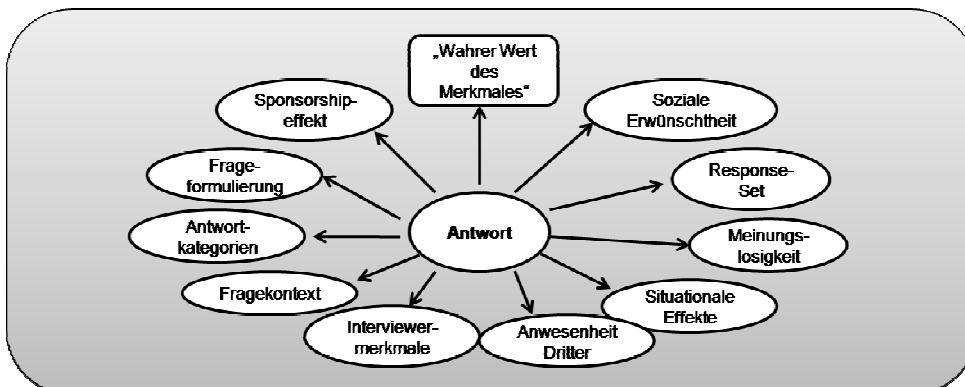 „Wahrer Wert
des
Merkmales“
Sponsorship-
effekt
Soziale
Erwünschtheit
Frage-
formulierung
Response-
Set
Antwort-
kategorien
Antwort
Meinungs-
losigkeit
Fragekontext
Situationale
Effekte
Interviewer-
merkmale
Anwesenheit
Dritter